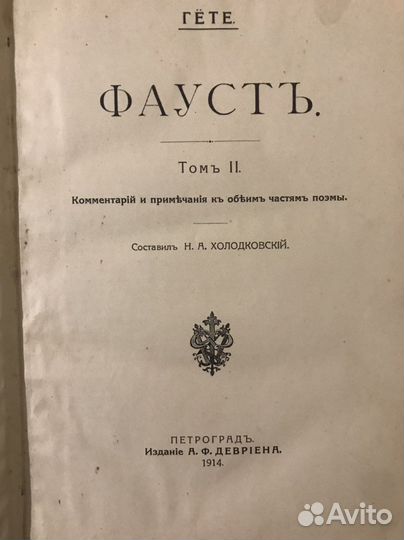 ГЁТЕ.
ФАУСТЪ.
Томъ II.
Комментарій и примѣчанія къ обѣимъ частямъ поэмы.
Составилъ Н. А. ХОЛОДКОВСКІЙ.
ПЕТРОГРАДЪ.
Изданіе А. Ф. ДЕВРІЕНА.
1914.
Avito